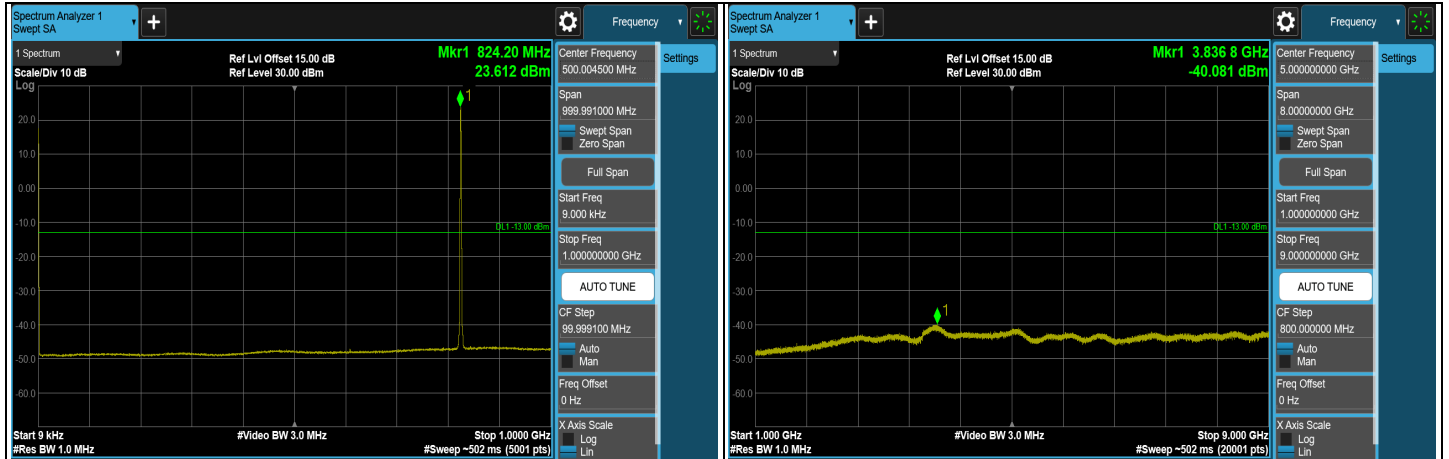 Spectrum Analyzer 1
Swept SA
+
Frequency
1 Spectrum
Scale/Div 10 dB
Log
Ref Lvl Offset 15.00 dB
Ref Level 30.00 dBm
Mkr1 824.20 MHz
23.612 dBm
1
20.0
10.0
0.00
-10.0
-20.0
-30.0
-40.0
-50.0
-60.0
DL1 -13.00 dBm
Start 9 kHz
#Res BW 1.0 MHz
#Video BW 3.0 MHz
Stop 1.0000 GHz
#Sweep ~502 ms (5001 pts)
Center Frequency
500.004500 MHz
Span
999.991000 MHz
Swept Span
Zero Span
Full Span
Start Freq
9.000 kHz
Stop Freq
1.000000000 GHz
AUTO TUNE
CF Step
99.999100 MHz
Auto
Man
Freq Offset
0 Hz
X Axis Scale
Log
Lin
Settings
Spectrum Analyzer 1
Swept SA
+
Frequency
1 Spectrum
Scale/Div 10 dB
Log
Ref Lvl Offset 15.00 dB
Ref Level 30.00 dBm
Mkr1 3.836 8 GHz
-40.081 dBm
1
20.0
10.0
0.00
-10.0
-20.0
-30.0
-40.0
-50.0
-60.0
DL1 -13.00 dBm
Start 1.000 GHz
#Res BW 1.0 MHz
#Video BW 3.0 MHz
Stop 9.000 GHz
#Sweep ~502 ms (20001 pts)
Center Frequency
5.000000000 GHz
Span
8.00000000 GHz
Swept Span
Zero Span
Full Span
Start Freq
1.000000000 GHz
Stop Freq
9.000000000 GHz
AUTO TUNE
CF Step
800.000000 MHz
Auto
Man
Freq Offset
0 Hz
X Axis Scale
Log
Lin
Settings